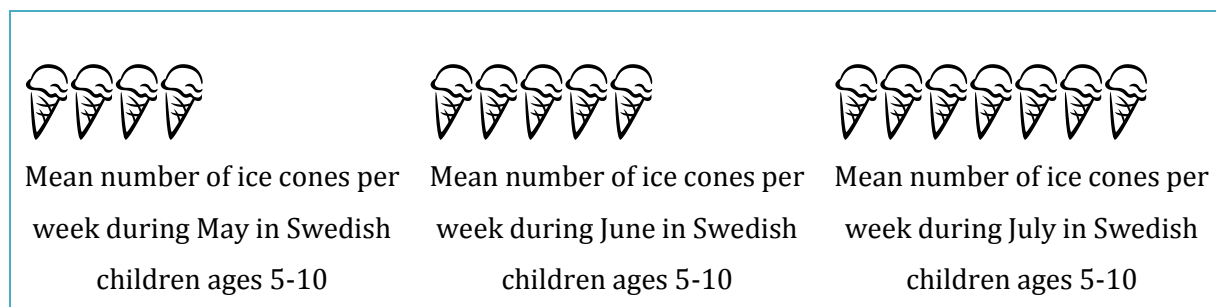 Mean number of ice cones per
week during May in Swedish
children ages 5-10
Mean number of ice cones per
week during June in Swedish
children ages 5-10
Mean number of ice cones per
week during July in Swedish
children ages 5-10